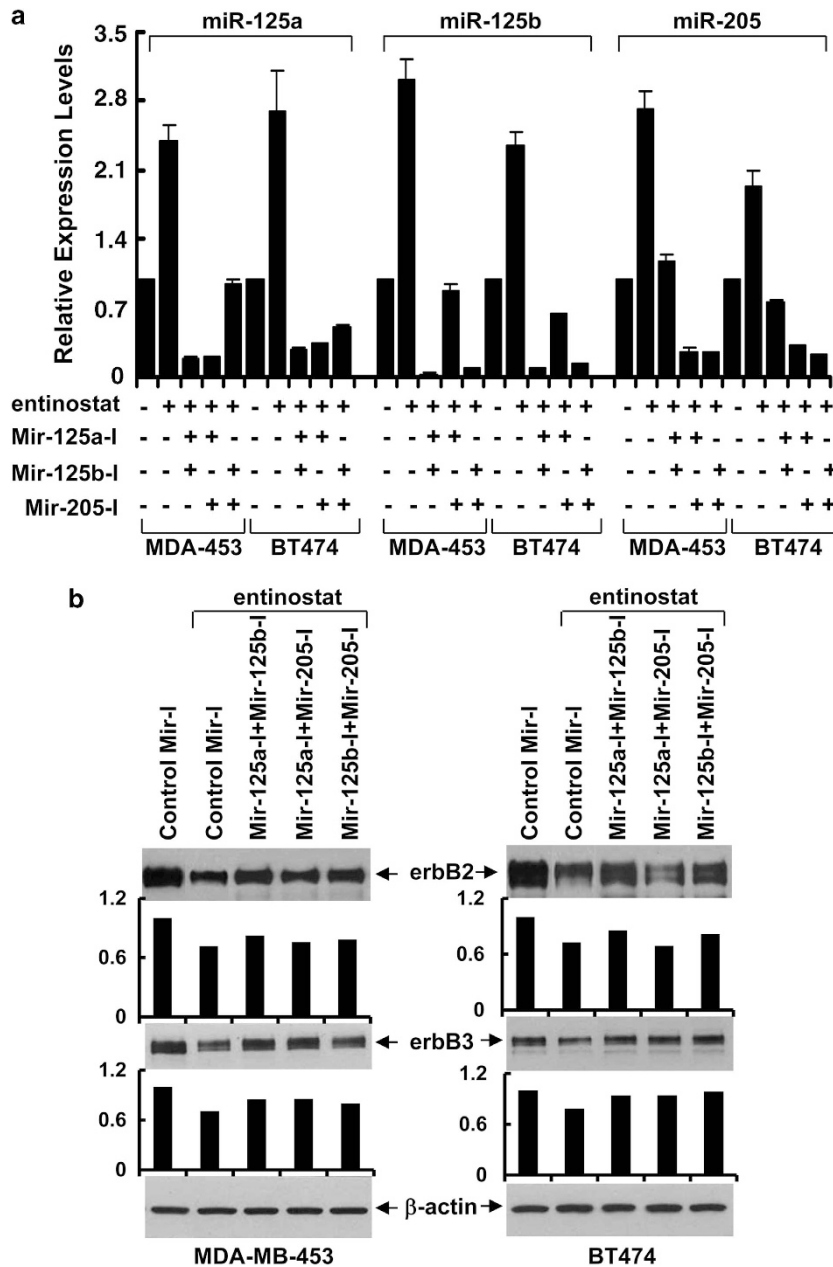 a
miR-125a miR-125b miR-205
Relative Expression Levels
3.5
2.8
2.1
1.4
0.7
0
entinostat - + + + + - + + + + - + + + + - + + + + - + + + + - + + + +
Mir-125a-I - - + + - - - + + - - - + + - - - + + - - - + + - - - + + -
Mir-125b-I - - + - + - - + - + - - + - + - - + - + - - + - + - - + - +
Mir-205-I - - - + + - - - + + - - - + + - - - + + - - - + + - - - + +
MDA-453 BT474 MDA-453 BT474 MDA-453 BT474
b
entinostat entinostat
Control Mir-I
Control Mir-I
Mir-125a-I+Mir-125b-I
Mir-125a-I+Mir-205-I
Mir-125b-I+Mir-205-I
Control Mir-I
Control Mir-I
Mir-125a-I+Mir-125b-I
Mir-125a-I+Mir-205-I
Mir-125b-I+Mir-205-I
erbB2
1.2 1.2
0.6 0.6
0 0
erbB3
1.2 1.2
0.6 0.6
0 0
β-actin
MDA-MB-453 BT474